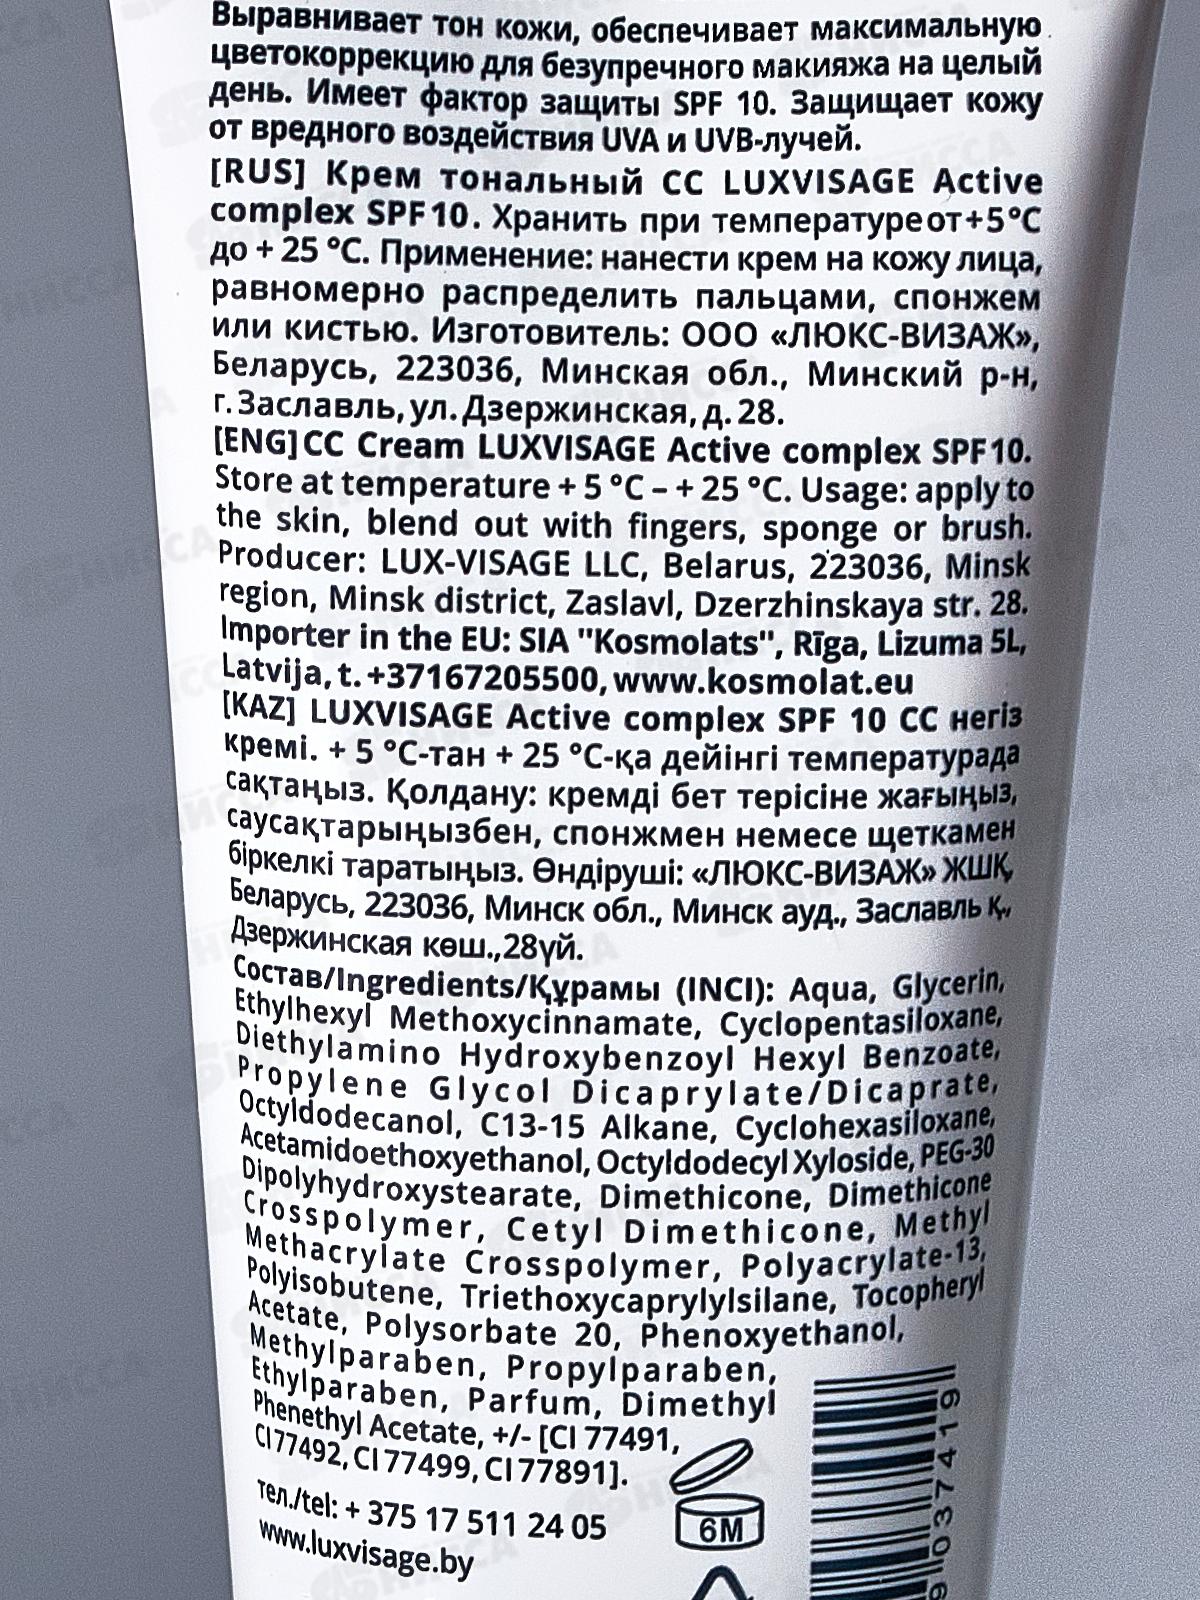 Выравнивает тон кожи, обеспечивает максимальную
цветокоррекцию для безупречного макияжа на целый
день. Имеет фактор защиты SPF 10. Защищает кожу
от вредного воздействия UVA и UVB-лучей.
[RUS] Крем тональный CC LUXVISAGE Active
complex SPF10. Хранить при температуре от +5 °C
до + 25 °C. Применение: нанести крем на кожу лица,
равномерно распределить пальцами, спонжем
или кистью. Изготовитель: ООО «ЛЮКС-ВИЗАЖ»,
Беларусь, 223036, Минская обл., Минский р-н,
г. Заславль, ул. Дзержинская, д. 28.
[ENG] CC Cream LUXVISAGE Active complex SPF10.
Store at temperature + 5 °C – + 25 °C. Usage: apply to
the skin, blend out with fingers, sponge or brush.
Producer: LUX-VISAGE LLC, Belarus, 223036, Minsk
region, Minsk district, Zaslavl, Dzerzhinskaya str. 28.
Importer in the EU: SIA "Kosmolats", Rīga, Lizuma 5L,
Latvija, t. +37167205500, www.kosmolat.eu
[KAZ] LUXVISAGE Active complex SPF 10 CC негіз
кремі. + 5 °C-тан + 25 °C-қа дейінгі температурада
сақтаңыз. Қолдану: кремді бет терісіне жағыңыз,
саусақтарыңызбен, спонжмен немесе щеткамен
біркелкі таратыңыз. Өндіруші: «ЛЮКС-ВИЗАЖ» ЖШҚ,
Беларусь, 223036, Минск обл., Минск ауд., Заславль қ.,
Дзержинская көш., 28 үй.
Состав/Ingredients/Құрамы (INCI): Aqua, Glycerin,
Ethylhexyl Methoxycinnamate, Cyclopentasiloxane,
Diethylamino Hydroxybenzoyl Hexyl Benzoate,
Propylene Glycol Dicaprylate/Dicaprate,
Octyldodecanol, C13-15 Alkane, Cyclohexasiloxane,
Acetamidoethoxyethanol, Octyldodecyl Xyloside, PEG-30
Dipolyhydroxystearate, Dimethicone, Dimethicone
Crosspolymer, Cetyl Dimethicone, Methyl
Methacrylate Crosspolymer, Polyacrylate-13,
Polyisobutene, Triethoxycaprylylsilane, Tocopheryl
Acetate, Polysorbate 20, Phenoxyethanol,
Methylparaben, Propylparaben,
Ethylparaben, Parfum, Dimethyl
Phenethyl Acetate, +/- [CI 77491,
CI 77492, CI 77499, CI 77891].
тел./tel: + 375 17 511 24 05
www.luxvisage.by
6M
9037419